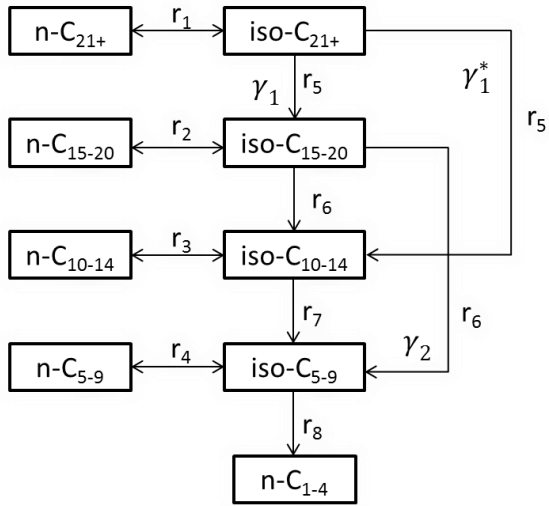 n-C21+ r1 iso-C21+
γ1 r5 γ1* r5
n-C15-20 r2 iso-C15-20
r6
n-C10-14 r3 iso-C10-14
r7 r6
n-C5-9 r4 iso-C5-9 γ2
r8
n-C1-4